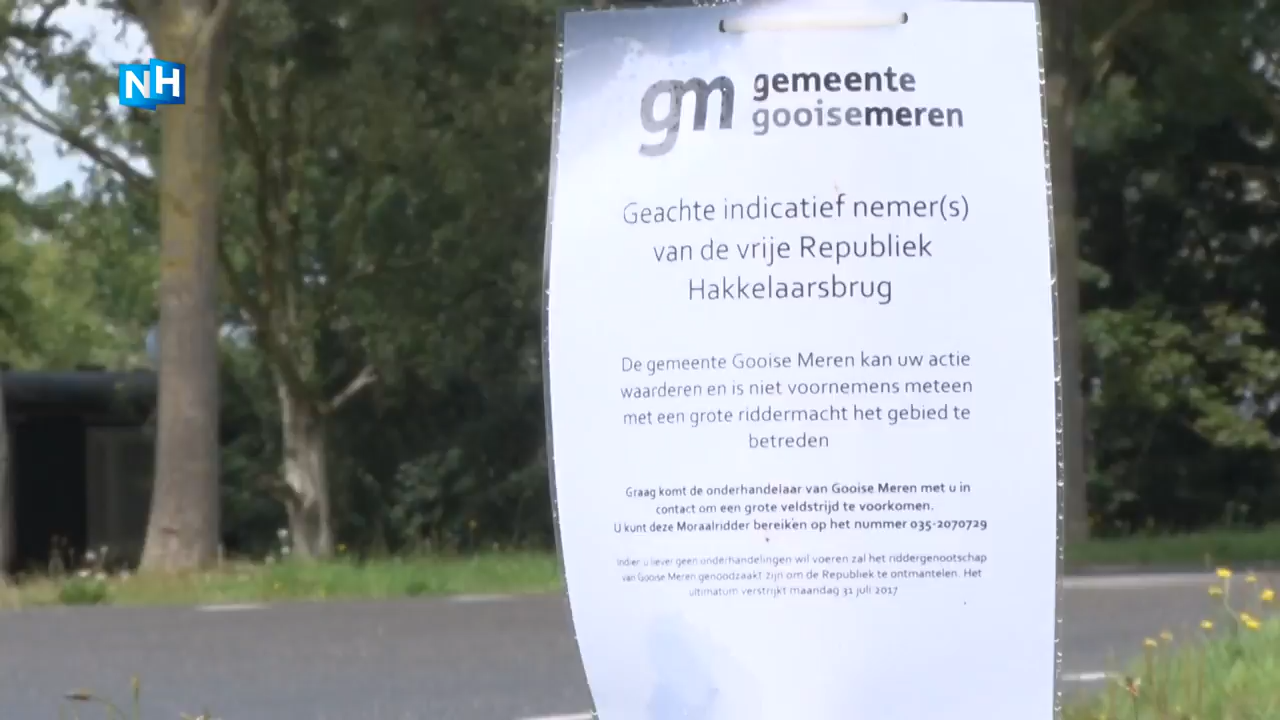 NH
gm gemeente
gooisemeren
Geachte indicatief nemer(s)
van de vrije Republiek
Hakkelaarsbrug
De gemeente Gooise Meren kan uw actie
waarderen en is niet voornemens meteen
met een grote riddermacht het gebied te
betreden
Graag komt de onderhandelaar van Gooise Meren met u in
contact om een grote veldstrijd te voorkomen.
U kunt deze Moraalridder bereiken op het nummer 035-2070729
Indien u liever geen onderhandelingen wil voeren zal het riddergenootschap
van Gooise Meren genoodzaakt zijn om de Republiek te ontmantelen. Het
ultimatum verstrijkt maandag 31 juli 2017